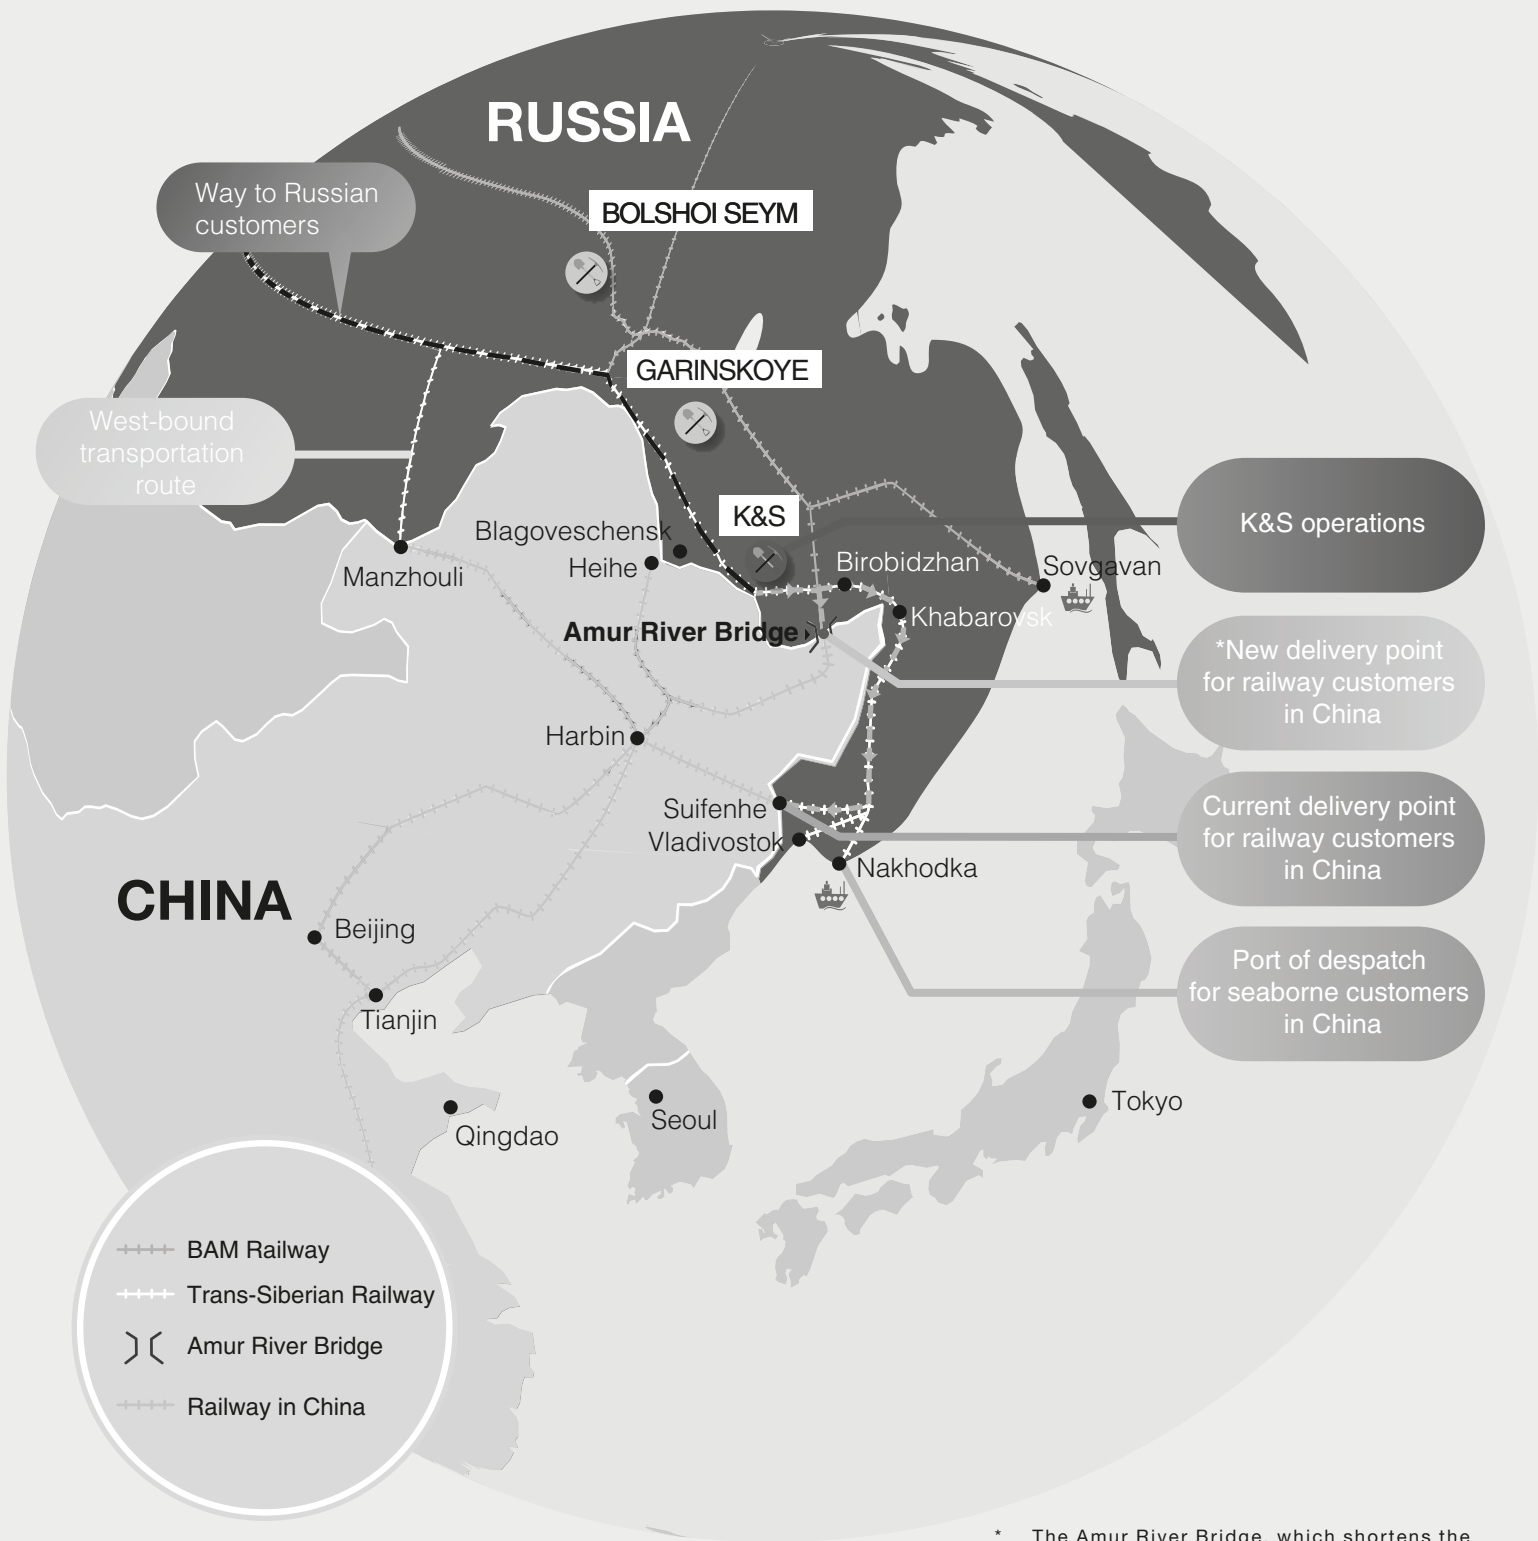 RUSSIA
Way to Russian
customers
BOLSHOI SEYM
GARINSKOYE
West-bound
transportation
route
K&S
K&S operations
Blagoveschensk
Heihe
Manzhouli
Birobidzhan
Sovgavan
Khabarovsk
Amur River Bridge
*New delivery point
for railway customers
in China
Harbin
Suifenhe
Vladivostok
Nakhodka
Current delivery point
for railway customers
in China
CHINA
Beijing
Tianjin
Port of despatch
for seaborne customers
in China
Qingdao
Seoul
Tokyo
BAM Railway
Trans-Siberian Railway
Amur River Bridge
Railway in China
* The Amur River Bridge, which shortens the